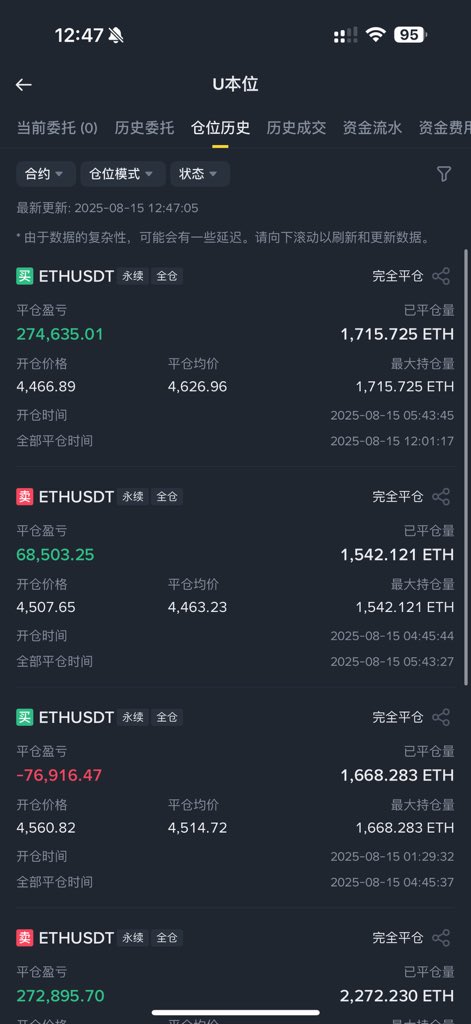 12:47
95
U本位
当前委托 (0) 历史委托 仓位历史 历史成交 资金流水 资金费用
合约 仓位模式 状态
最新更新: 2025-08-15 12:47:05
* 由于数据的复杂性，可能会有一些延迟。请向下滚动以刷新和更新数据。
买 ETHUSDT 永续 全仓 完全平仓
平仓盈亏 已平仓量
274,635.01 1,715.725 ETH
开仓价格 平仓均价 最大持仓量
4,466.89 4,626.96 1,715.725 ETH
开仓时间 2025-08-15 05:43:45
全部平仓时间 2025-08-15 12:01:17
卖 ETHUSDT 永续 全仓 完全平仓
平仓盈亏 已平仓量
68,503.25 1,542.121 ETH
开仓价格 平仓均价 最大持仓量
4,507.65 4,463.23 1,542.121 ETH
开仓时间 2025-08-15 04:45:44
全部平仓时间 2025-08-15 05:43:27
买 ETHUSDT 永续 全仓 完全平仓
平仓盈亏 已平仓量
-76,916.47 1,668.283 ETH
开仓价格 平仓均价 最大持仓量
4,560.82 4,514.72 1,668.283 ETH
开仓时间 2025-08-15 01:29:32
全部平仓时间 2025-08-15 04:45:37
卖 ETHUSDT 永续 全仓 完全平仓
平仓盈亏 已平仓量
272,895.70 2,272.230 ETH
开仓价格 平仓均价 最大持仓量